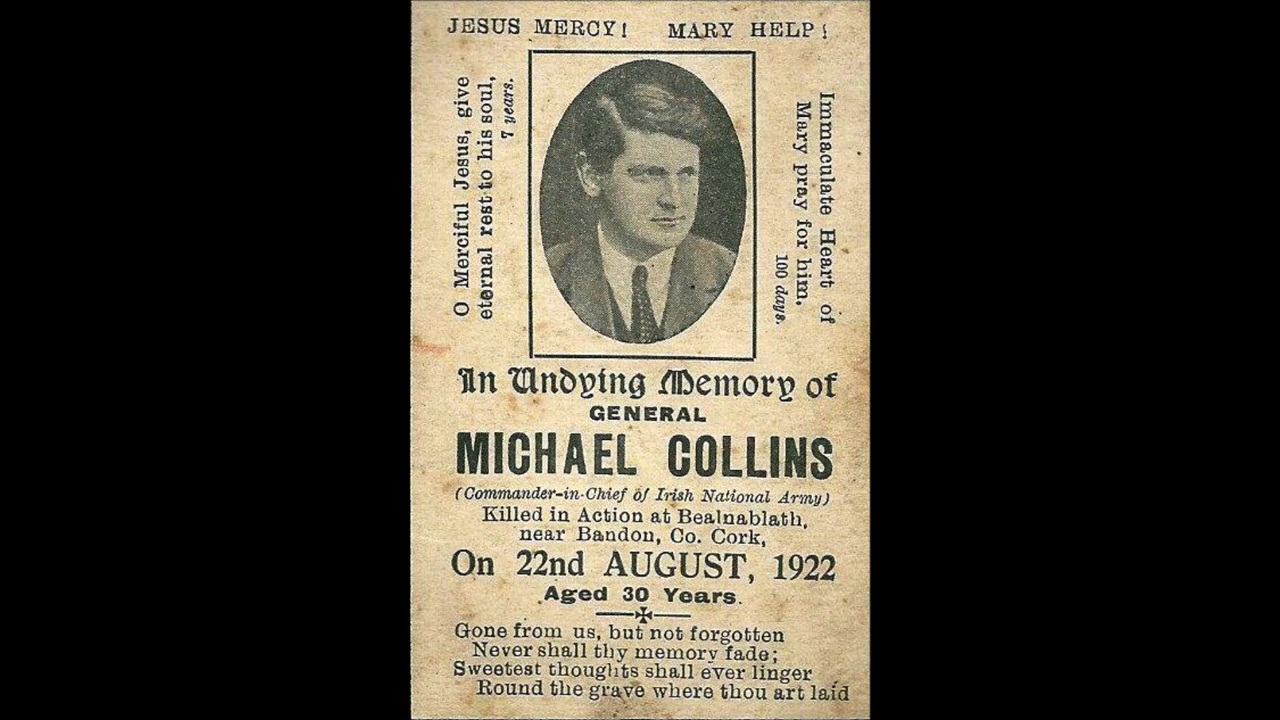 JESUS MERCY! MARY HELP!
O Merciful Jesus, give
eternal rest to his soul,
7 years.
Immaculate Heart of
Mary pray for him.
100 days.
In Undying Memory of
GENERAL
MICHAEL COLLINS
(Commander-in-Chief of Irish National Army)
Killed in Action at Bealnablath,
near Bandon, Co. Cork,
On 22nd AUGUST, 1922
Aged 30 Years.
Gone from us, but not forgotten
Never shall thy memory fade;
Sweetest thoughts shall ever linger
Round the grave where thou art laid